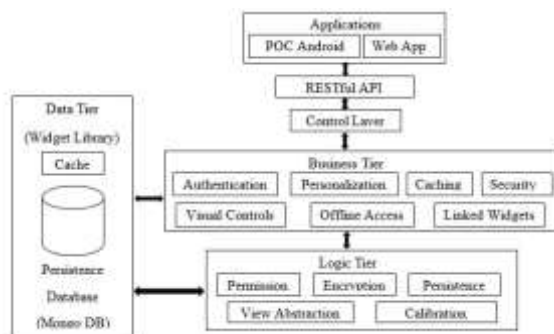 Applications
POC Android
Web App
RESTful API
Control Layer
Data Tier
(Widget Library)
Cache
Persistence
Database
(Mongo DB)
Business Tier
Authentication
Personalization
Caching
Security
Visual Controls
Offline Access
Linked Widgets
Logic Tier
Permission
Encryption
Persistence
View Abstraction
Calibration